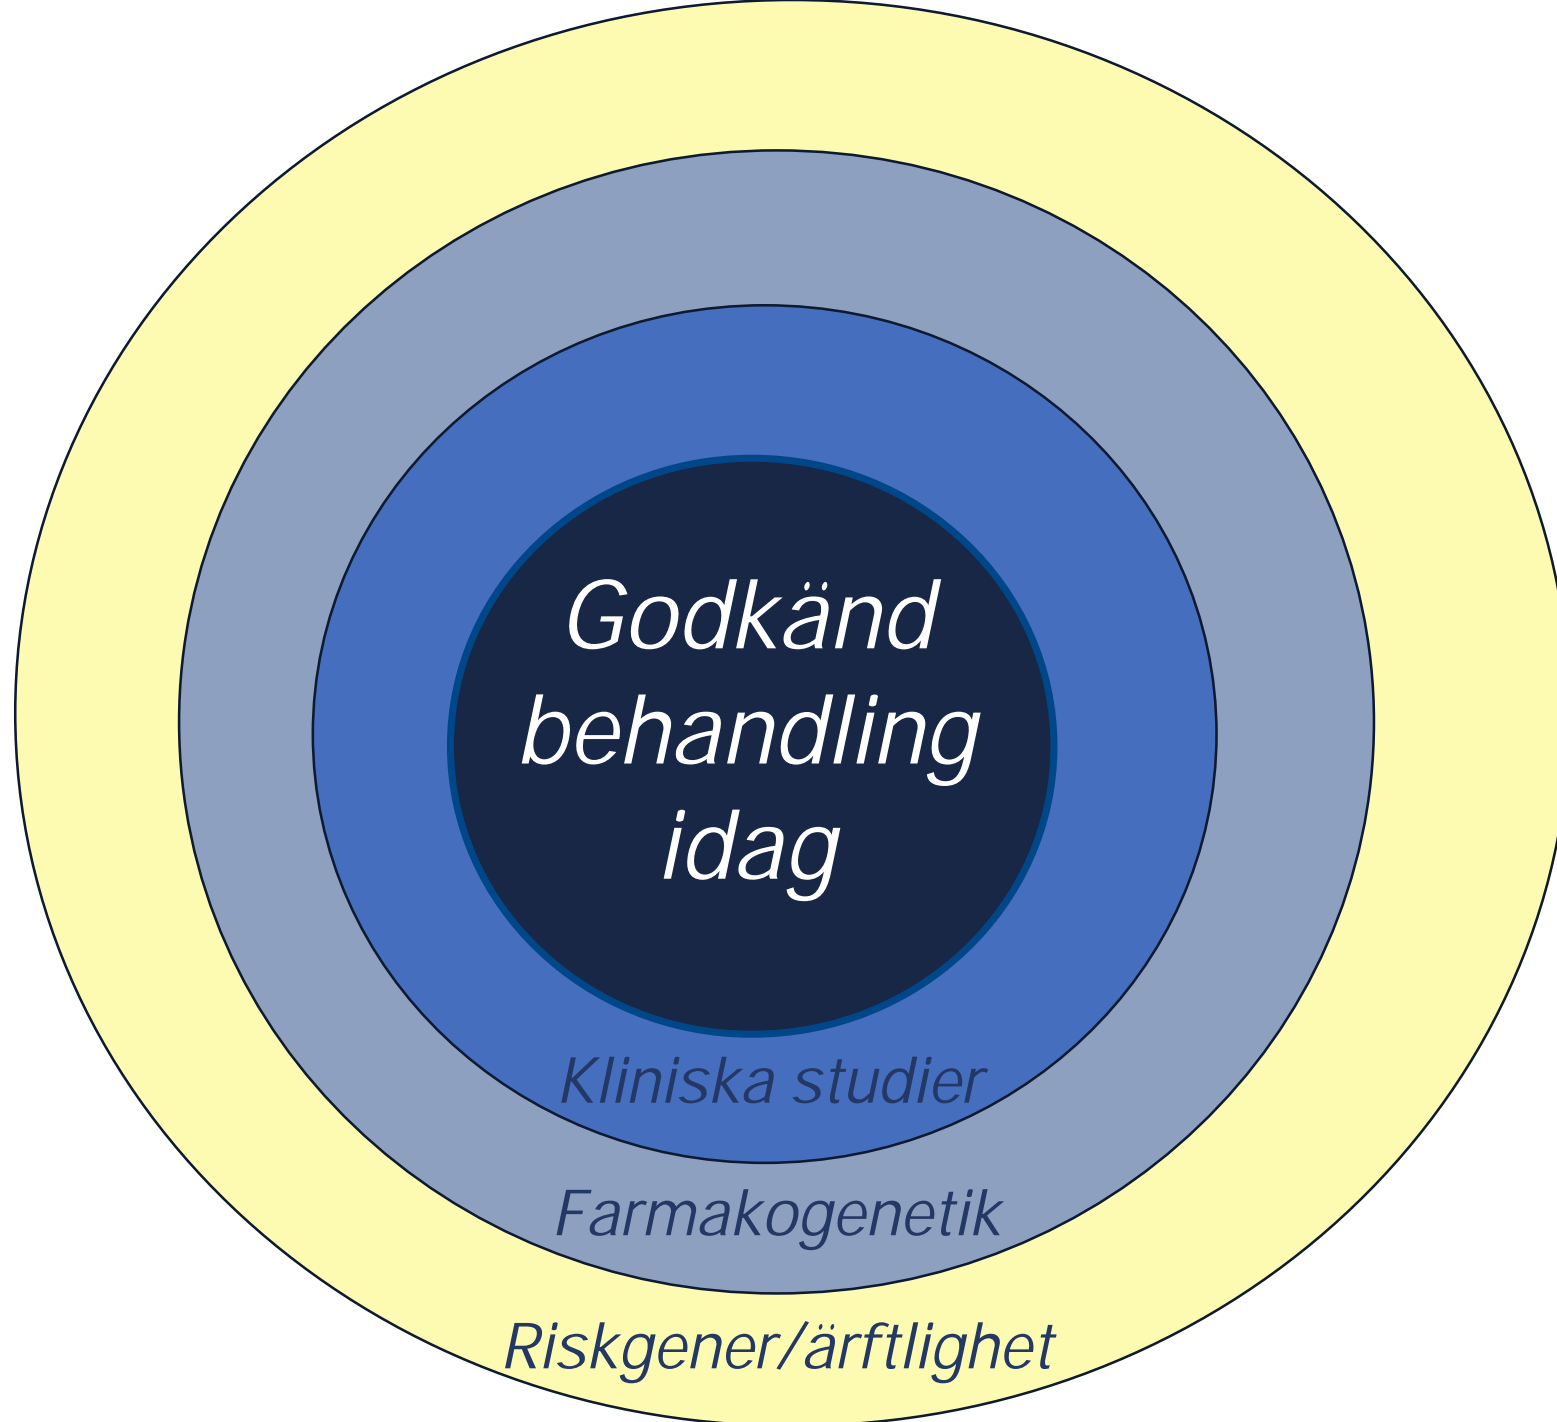 Godkänd
behandling
idag
Kliniska studier
Farmakogenetik
Riskgener/ärftlighet